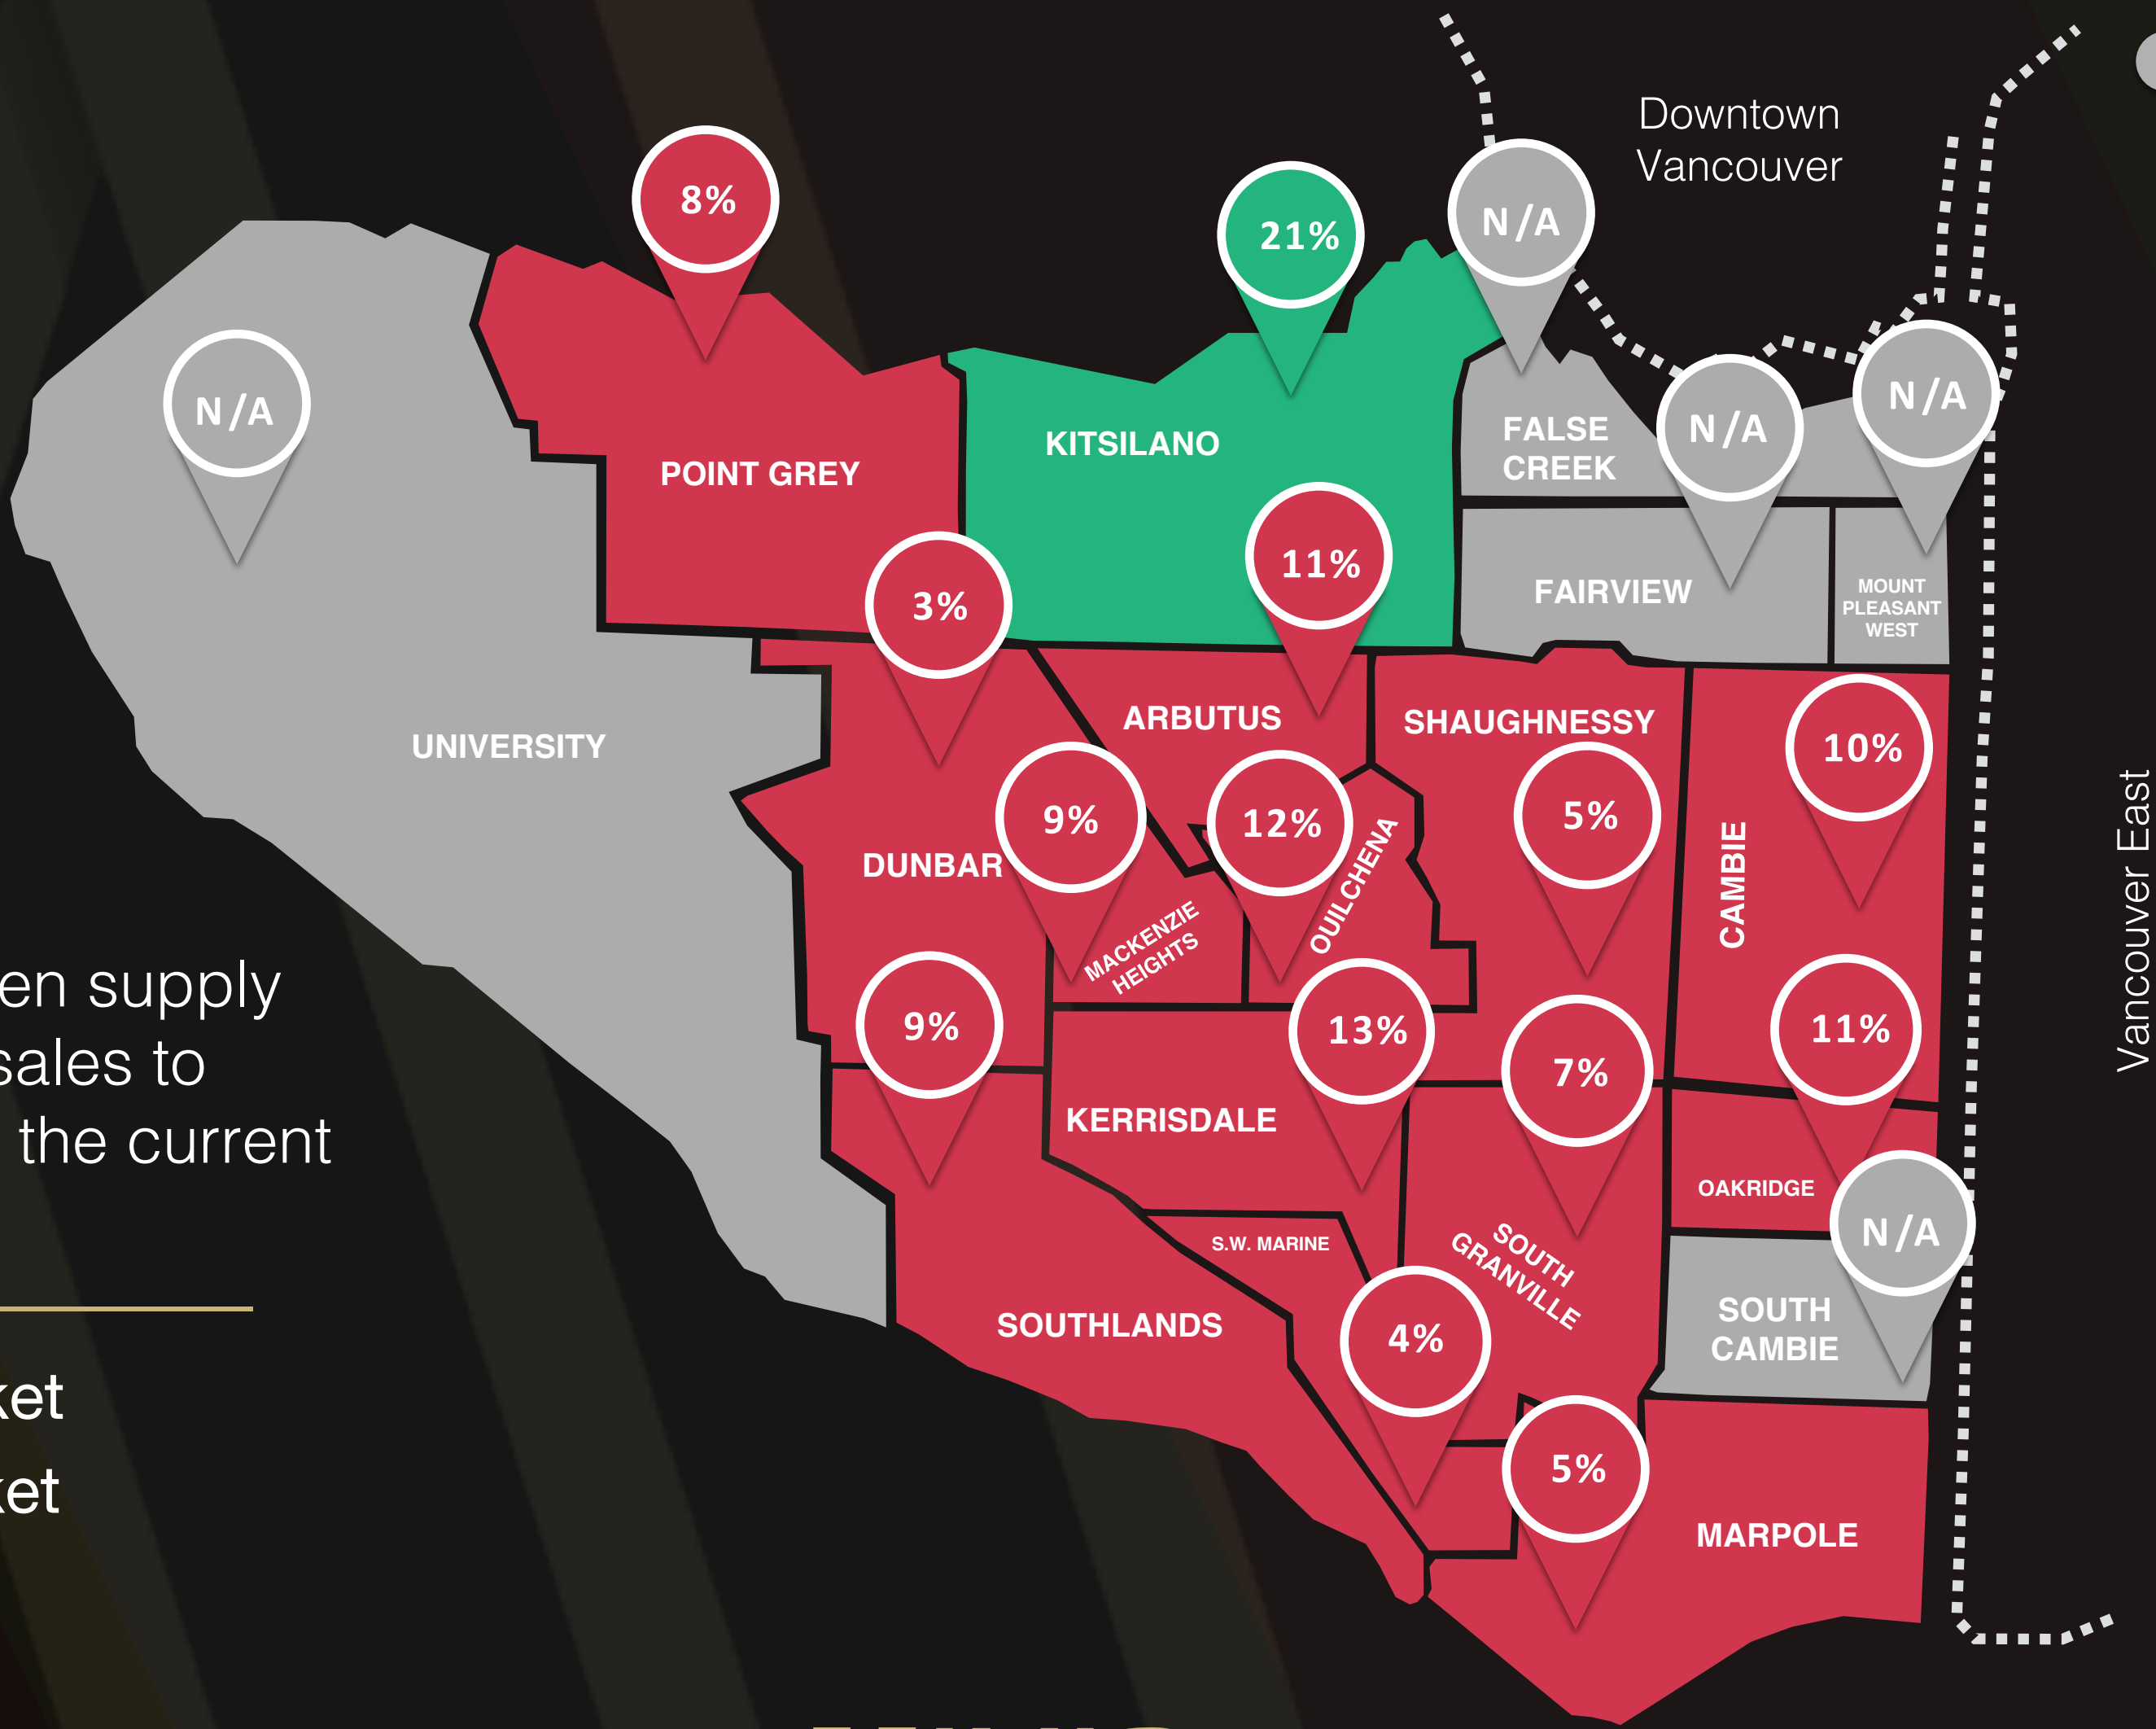 Downtown
Vancouver
8%
21%
N/A
N/A
N/A
N/A
KITSILANO
FALSE
CREEK
POINT GREY
11%
3%
FAIRVIEW
MOUNT
PLEASANT
WEST
UNIVERSITY
ARBUTUS
SHAUGHNESSY
10%
9%
12%
5%
DUNBAR
OUILCHENA
CAMBIE
Vancouver East
MACKENZIE
HEIGHTS
en supply
sales to
the current
9%
13%
7%
11%
KERRISDALE
OAKRIDGE
N/A
S.W. MARINE
SOUTH
GRANVILLE
SOUTHLANDS
4%
SOUTH
CAMBIE
ket
ket
5%
MARPOLE